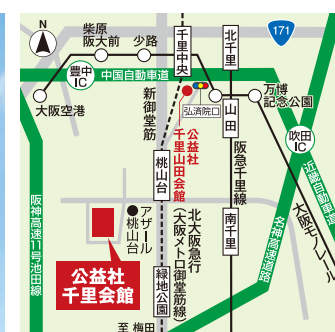 N
171
柴原
阪大前
少路
千里
中央
北千里
豊中
IC
中国自動車道
大阪空港
新御堂筋
弘済院口
山田
万博
記念公園
吹田
IC
公益社
千里山田会館
桃山台
阪急千里線
近畿自動車道
大阪モノレール
アザール
桃山台
北大阪急行
(大阪メトロ御堂筋線)
南千里
名神高速道路
阪神高速11号池田線
公益社
千里会館
緑地公園
至 梅田